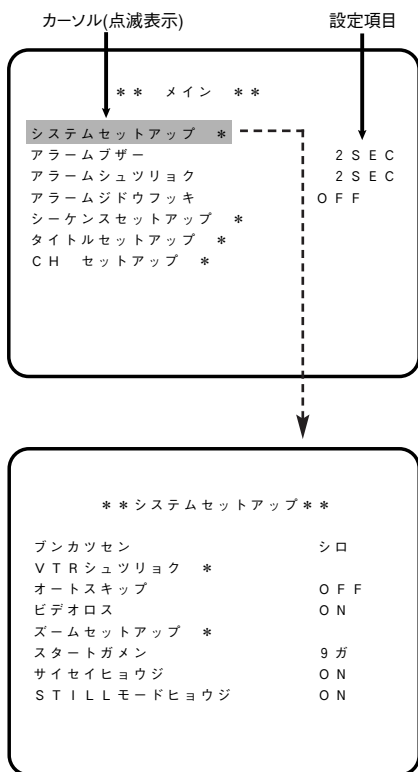 カーソル(点滅表示) 設定項目
** メイン **
システムセットアップ *
アラームブザー 2SEC
アラームシュツリョク 2SEC
アラームジドウフッキ OFF
シーケンスセットアップ *
タイトルセットアップ *
CH セットアップ *
**システムセットアップ**
ブンカツセン シロ
VTRシュツリョク *
オートスキップ OFF
ビデオロス ON
ズームセットアップ *
スタートガメン 9ガ
サイセイヒョウジ ON
STILLモードヒョウジ ON